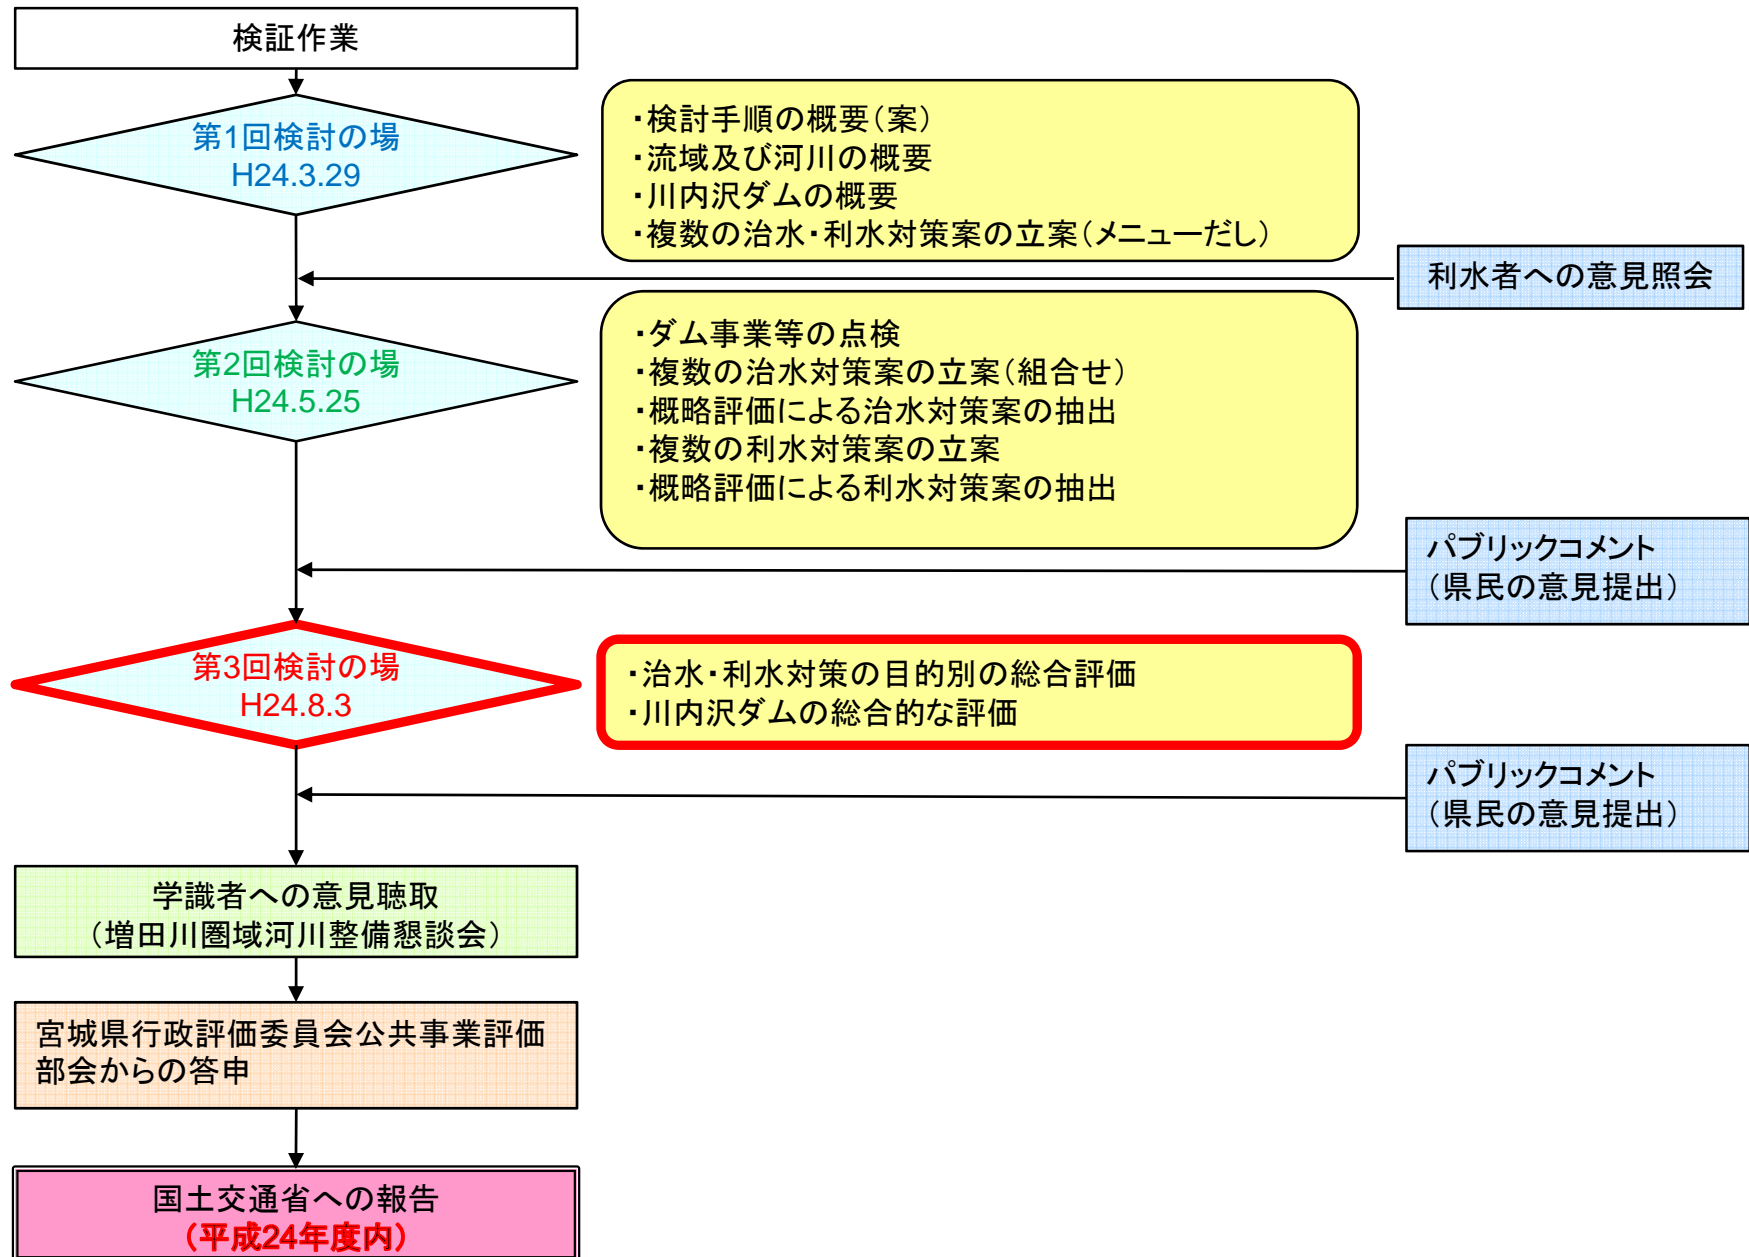 検証作業
第1回検討の場
H24.3.29
・検討手順の概要(案)
・流域及び河川の概要
・川内沢ダムの概要
・複数の治水・利水対策案の立案(メニューだし)
利水者への意見照会
第2回検討の場
H24.5.25
・ダム事業等の点検
・複数の治水対策案の立案(組合せ)
・概略評価による治水対策案の抽出
・複数の利水対策案の立案
・概略評価による利水対策案の抽出
パブリックコメント
(県民の意見提出)
第3回検討の場
H24.8.3
・治水・利水対策の目的別の総合評価
・川内沢ダムの総合的な評価
パブリックコメント
(県民の意見提出)
学識者への意見聴取
(増田川圏域河川整備懇談会)
宮城県行政評価委員会公共事業評価
部会からの答申
国土交通省への報告
(平成24年度内)